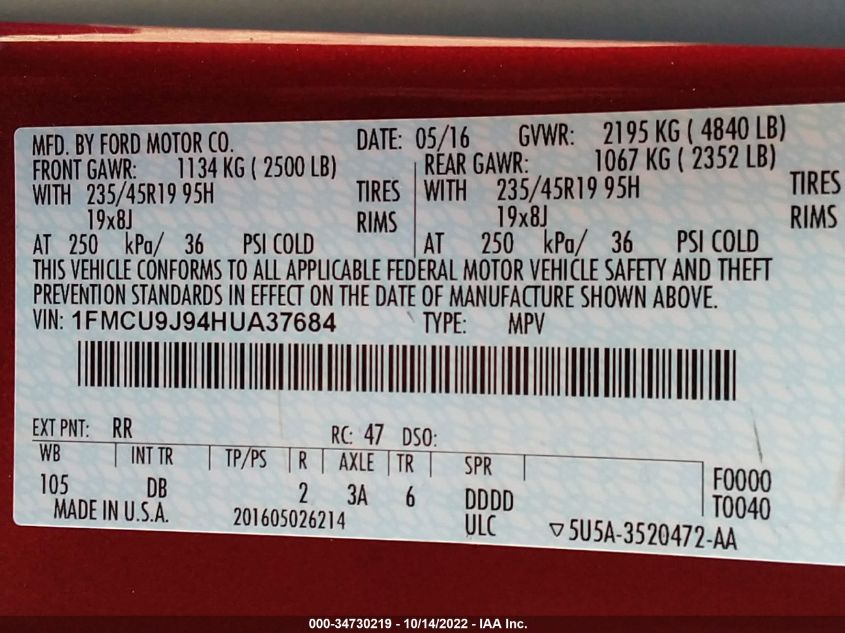 MFD. BY FORD MOTOR CO. DATE: 05/16 GVWR: 2195 KG ( 4840 LB)
FRONT GAWR: 1134 KG ( 2500 LB) REAR GAWR: 1067 KG ( 2352 LB)
WITH 235/45R19 95H TIRES WITH 235/45R19 95H TIRES
19x8J RIMS 19x8J RIMS
AT 250 kPa/ 36 PSI COLD AT 250 kPa/ 36 PSI COLD
THIS VEHICLE CONFORMS TO ALL APPLICABLE FEDERAL MOTOR VEHICLE SAFETY AND THEFT
PREVENTION STANDARDS IN EFFECT ON THE DATE OF MANUFACTURE SHOWN ABOVE.
VIN: 1FMCU9J94HUA37684 TYPE: MPV
EXT PNT: RR RC: 47 DSO:
WB INT TR TP/PS R AXLE TR SPR F0000
105 DB 2 3A 6 DDDD T0040
MADE IN U.S.A. 201605026214 ULC ▽5U5A-3520472-AA
000-34730219 - 10/14/2022 - IAA Inc.